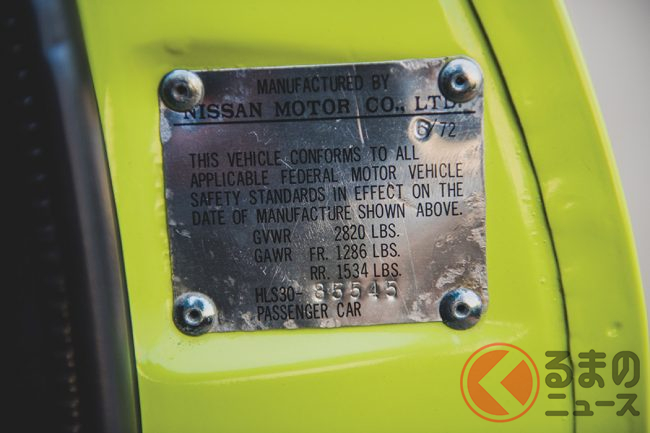 MANUFACTURED BY
NISSAN MOTOR CO., LTD.
6/72
THIS VEHICLE CONFORMS TO ALL
APPLICABLE FEDERAL MOTOR VEHICLE
SAFETY STANDARDS IN EFFECT ON THE
DATE OF MANUFACTURE SHOWN ABOVE.
GVWR 2820 LBS.
GAWR FR. 1286 LBS.
RR. 1534 LBS.
HLS30-85545
PASSENGER CAR
くるまの
ニュース